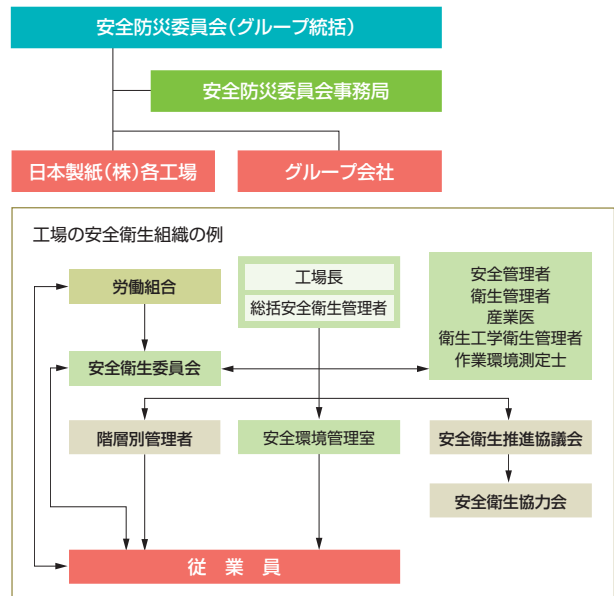 安全防災委員会（グループ統括）
安全防災委員会事務局
日本製紙（株）各工場
グループ会社
工場の安全衛生組織の例
労働組合
工場長
総括安全衛生管理者
安全管理者
衛生管理者
産業医
衛生工学衛生管理者
作業環境測定士
安全衛生委員会
階層別管理者
安全環境管理室
安全衛生推進協議会
安全衛生協力会
従業員